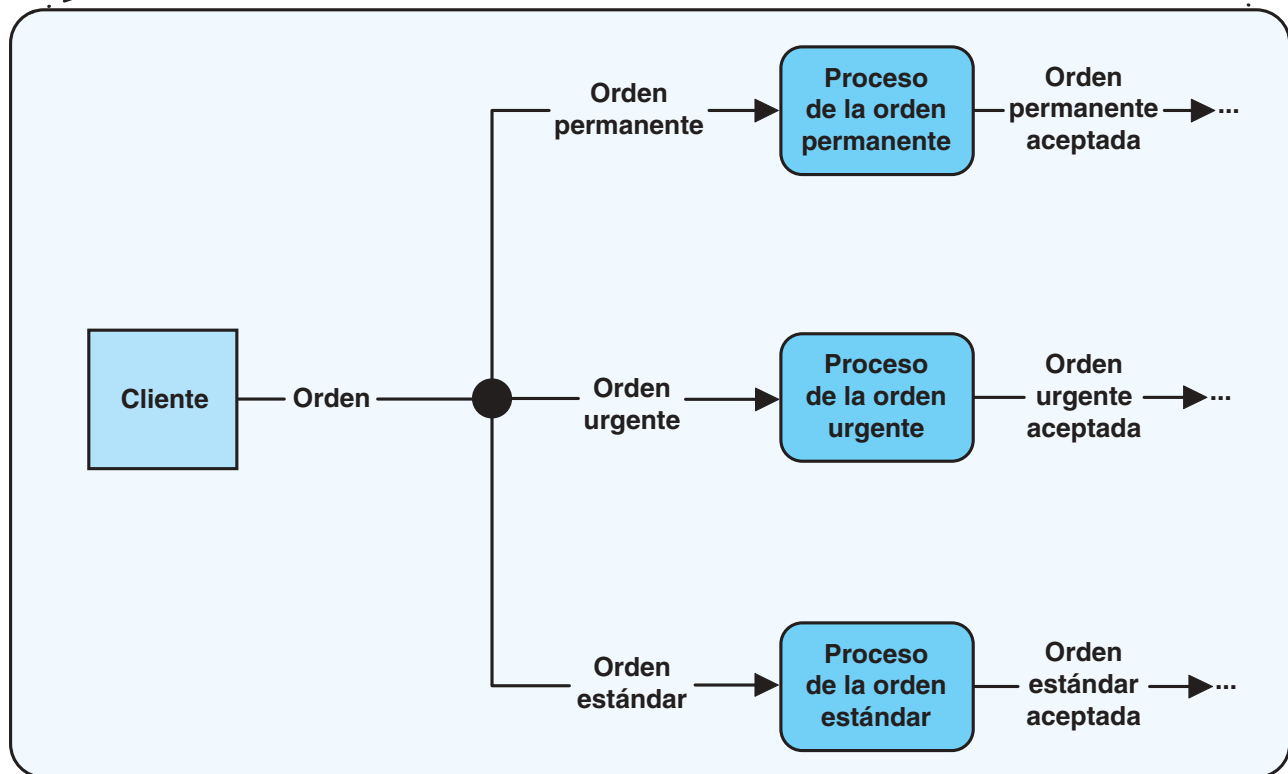 Orden
permanente
Proceso
de la orden
permanente
Orden
permanente
aceptada
...
Cliente
Orden
Orden
urgente
Proceso
de la orden
urgente
Orden
urgente
aceptada
...
Orden
estándar
Proceso
de la orden
estándar
Orden
estándar
aceptada
...